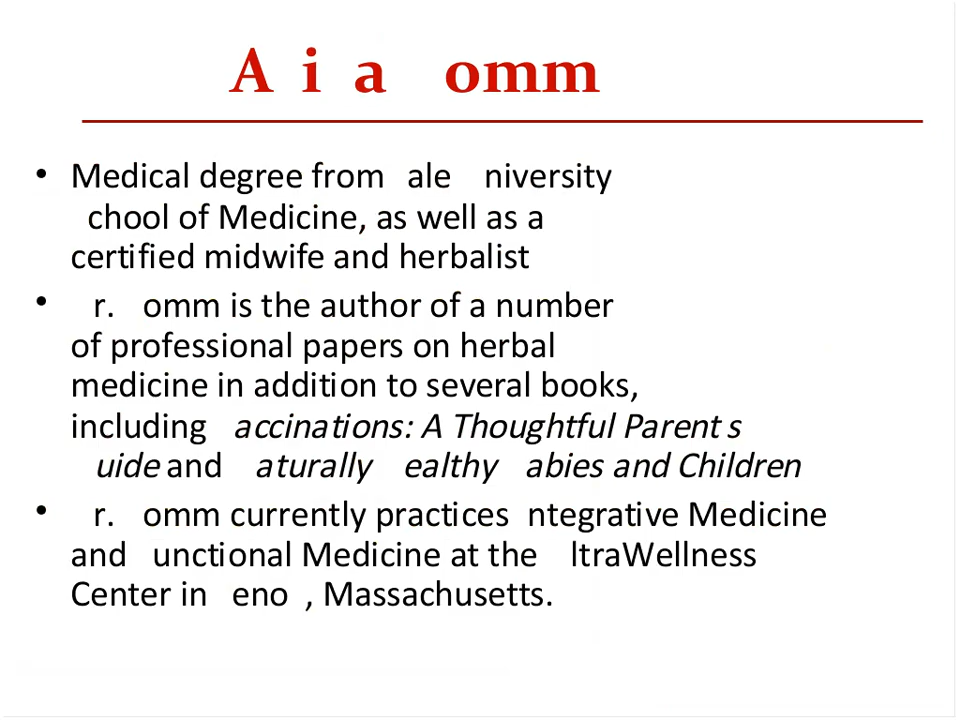 A i a omm
• Medical degree from ale niversity
chool of Medicine, as well as a
certified midwife and herbalist
• r. omm is the author of a number
of professional papers on herbal
medicine in addition to several books,
including accinations: A Thoughtful Parent s
uide and aturally ealthy abies and Children
• r. omm currently practices ntegrative Medicine
and unctional Medicine at the ltraWellness
Center in eno , Massachusetts.